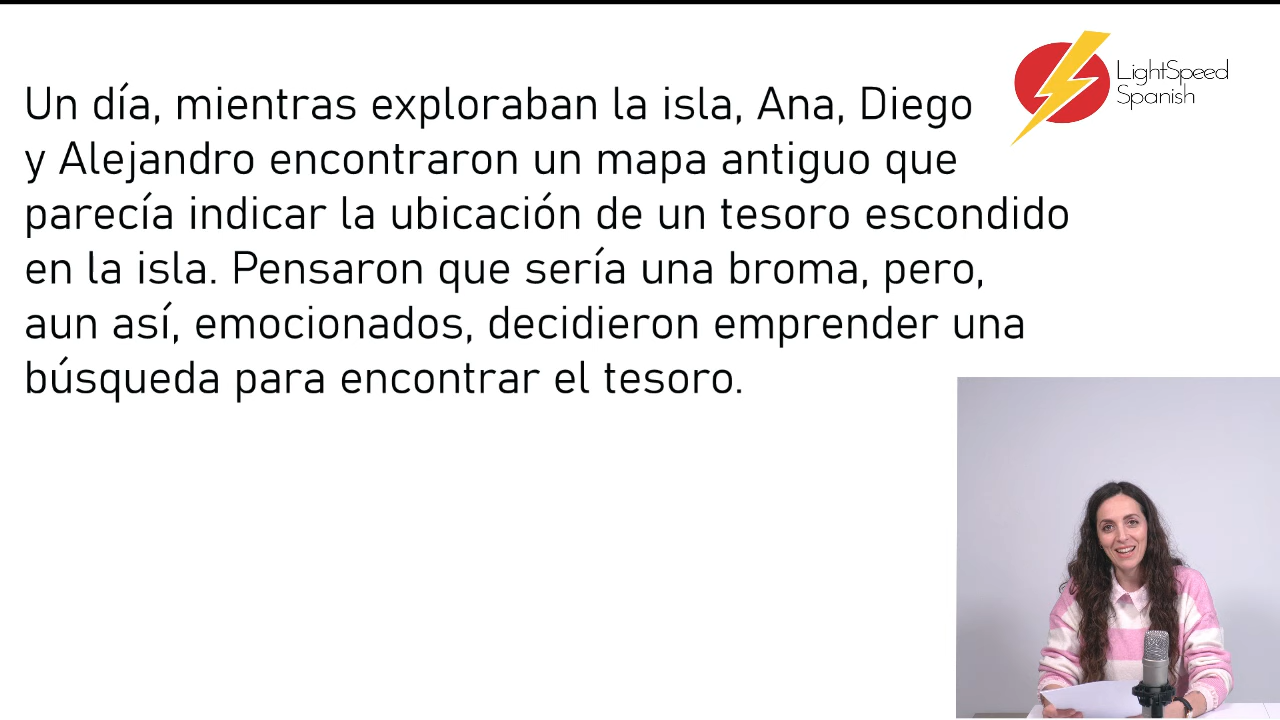 Un día, mientras exploraban la isla, Ana, Diego
y Alejandro encontraron un mapa antiguo que
parecía indicar la ubicación de un tesoro escondido
en la isla. Pensaron que sería una broma, pero,
aun así, emocionados, decidieron emprender una
búsqueda para encontrar el tesoro.
LightSpeed
Spanish